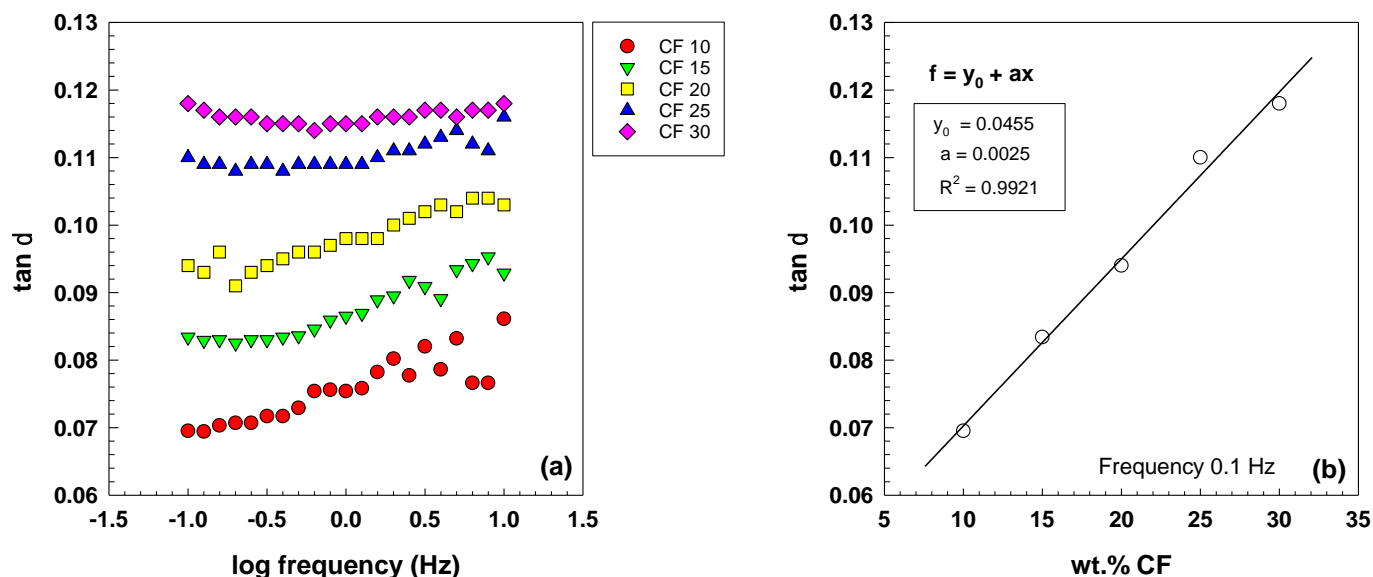 0.13
0.12
0.11
0.10
0.09
0.08
0.07
0.06
tan d
-1.5 -1.0 -0.5 0.0 0.5 1.0 1.5
log frequency (Hz)
(a)
CF 10
CF 15
CF 20
CF 25
CF 30
0.13
0.12
0.11
0.10
0.09
0.08
0.07
0.06
tan d
f = y₀ + ax
y₀ = 0.0455
a = 0.0025
R² = 0.9921
Frequency 0.1 Hz
(b)
5 10 15 20 25 30 35
wt.% CF